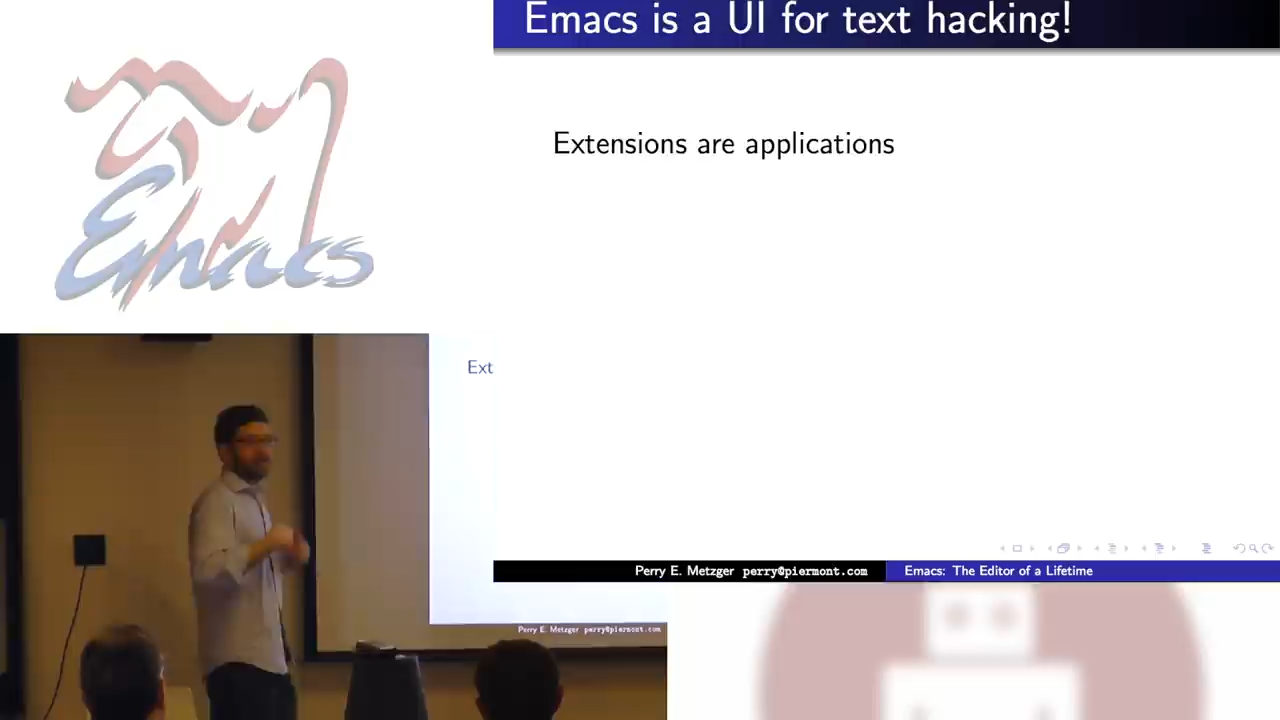 Emacs is a UI for text hacking!
Extensions are applications
Emacs
Ext
Perry E. Metzger perry@piermont.com
Emacs: The Editor of a Lifetime
Perry E. Metzger perry@piermont.com